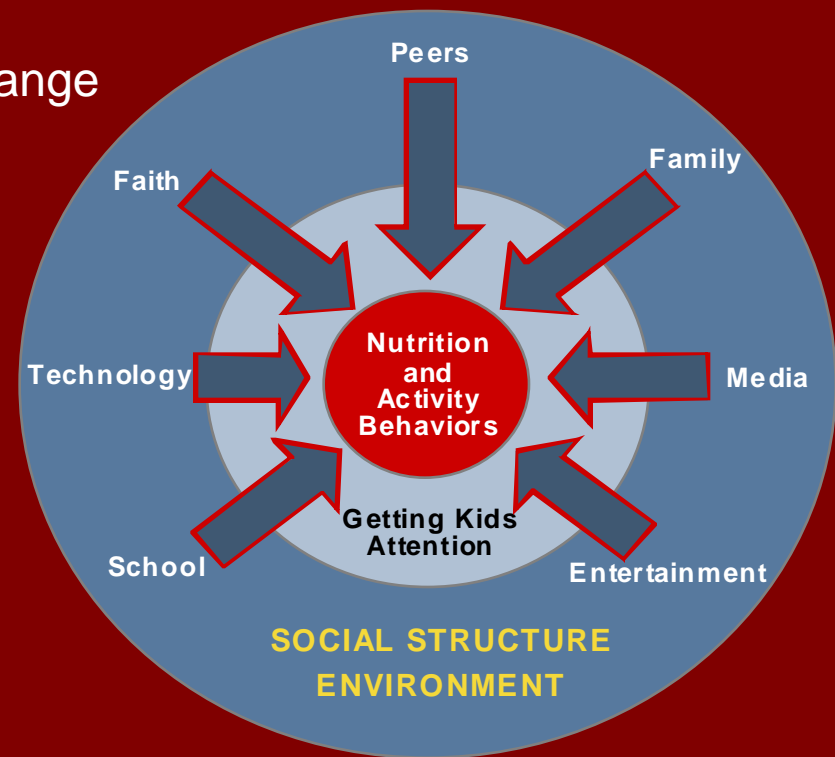 ange
Peers
Faith
Family
Technology
Nutrition
and
Activity
Behaviors
Media
School
Getting Kids
Attention
Entertainment
SOCIAL STRUCTURE
ENVIRONMENT